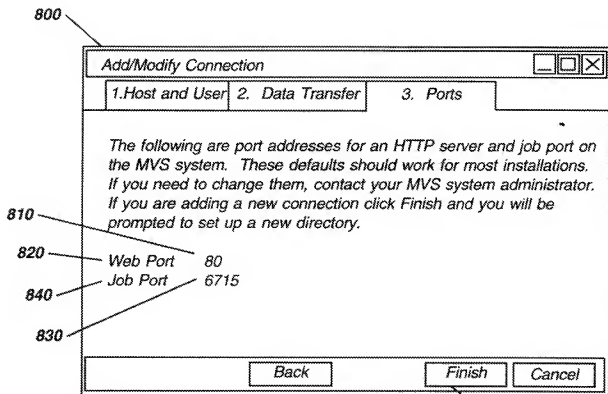 800
Add/Modify Connection
1.Host and User 2. Data Transfer 3. Ports
The following are port addresses for an HTTP server and job port on
the MVS system. These defaults should work for most installations.
If you need to change them, contact your MVS system administrator.
If you are adding a new connection click Finish and you will be
prompted to set up a new directory.
810
820 Web Port 80
840 Job Port 6715
830
Back Finish Cancel